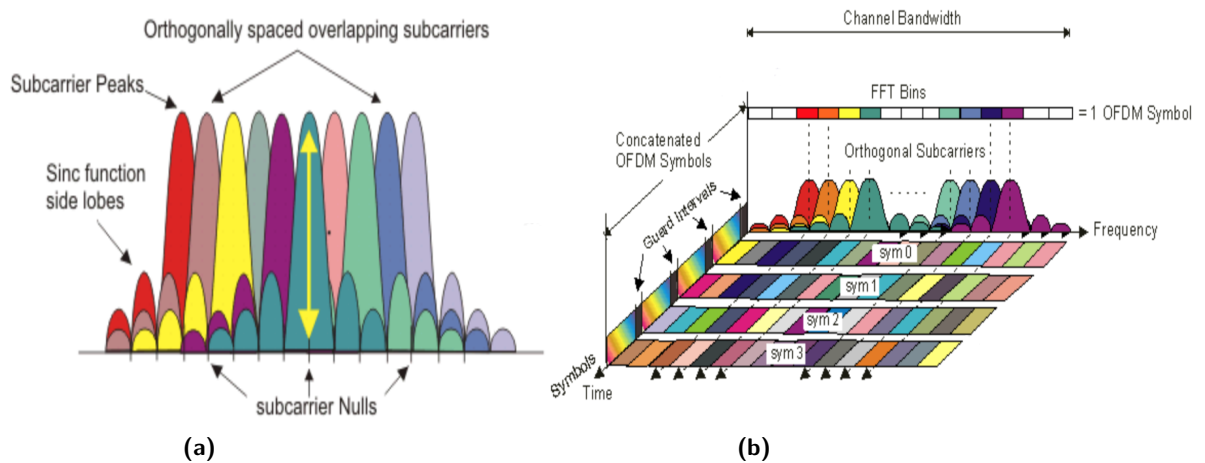 Orthogonally spaced overlapping subcarriers
Subcarrier Peaks
Sinc function
side lobes
subcarrier Nulls
(a)
Channel Bandwidth
FFT Bins
= 1 OFDM Symbol
Concatenated
OFDM Symbols
Orthogonal Subcarriers
Guard Intervals
Frequency
sym 0
sym 1
sym 2
sym 3
Symbols
Time
(b)